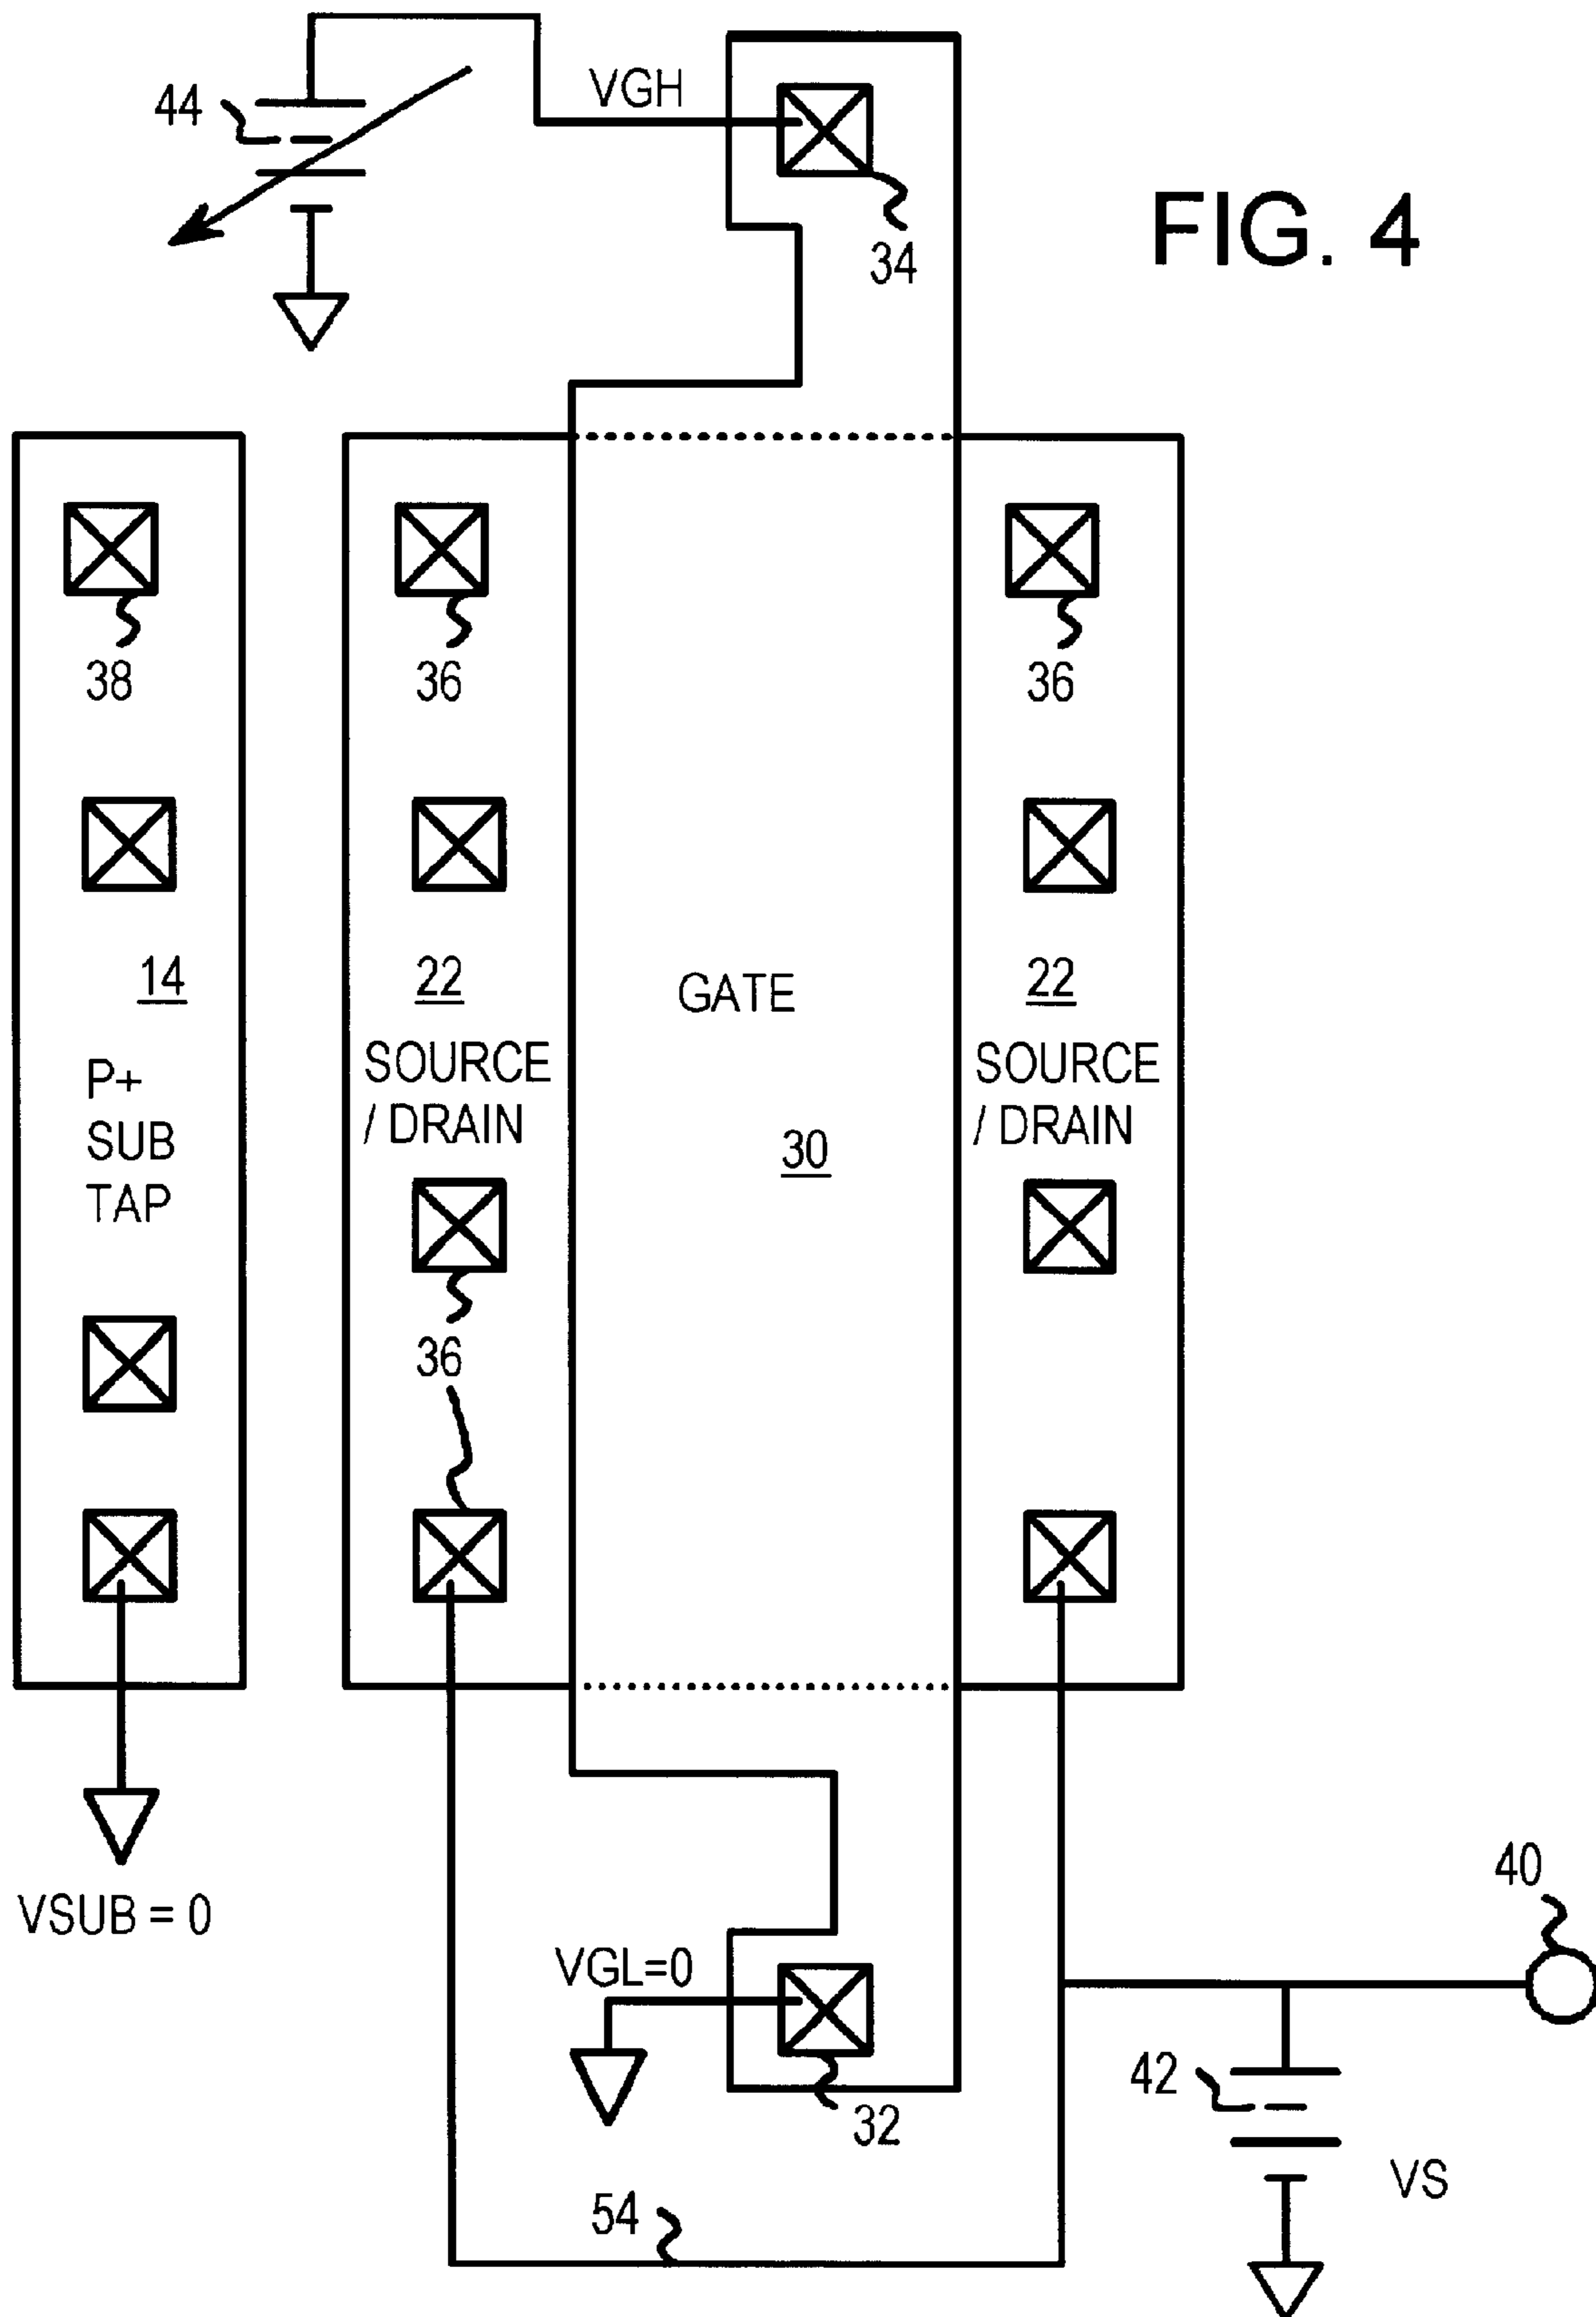 VGH
44
34
FIG. 4
38
36
36
14
22
22
P+
SUB
TAP
SOURCE
/ DRAIN
GATE
30
SOURCE
/ DRAIN
36
VSUB = 0
VGL=0
32
40
42
VS
54